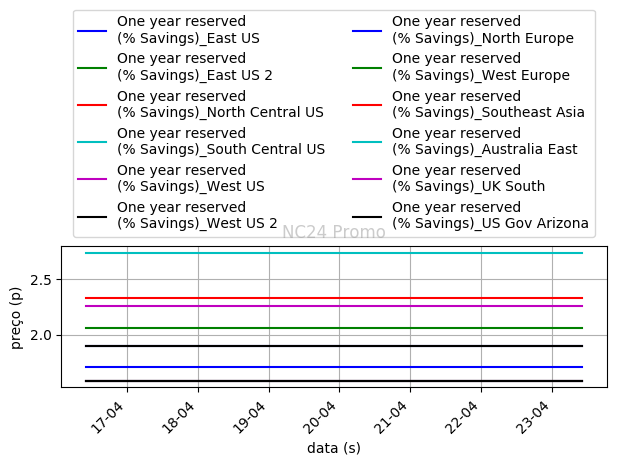 One year reserved
(% Savings)_East US
One year reserved
(% Savings)_East US 2
One year reserved
(% Savings)_North Central US
One year reserved
(% Savings)_South Central US
One year reserved
(% Savings)_West US
One year reserved
(% Savings)_West US 2
One year reserved
(% Savings)_North Europe
One year reserved
(% Savings)_West Europe
One year reserved
(% Savings)_Southeast Asia
One year reserved
(% Savings)_Australia East
One year reserved
(% Savings)_UK South
One year reserved
(% Savings)_US Gov Arizona
NC24 Promo
2.5
2.0
preço (p)
17-04
18-04
19-04
20-04
21-04
22-04
23-04
data (s)